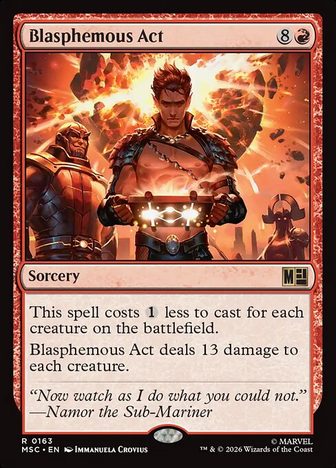 Blasphemous Act 8
Sorcery
This spell costs 1 less to cast for each
creature on the battlefield.
Blasphemous Act deals 13 damage to
each creature.
“Now watch as I do what you could not.”
—Namor the Sub-Mariner
R 0163
MSC • EN Immanuela Crovius
© MARVEL
™ & © 2026 Wizards of the Coast